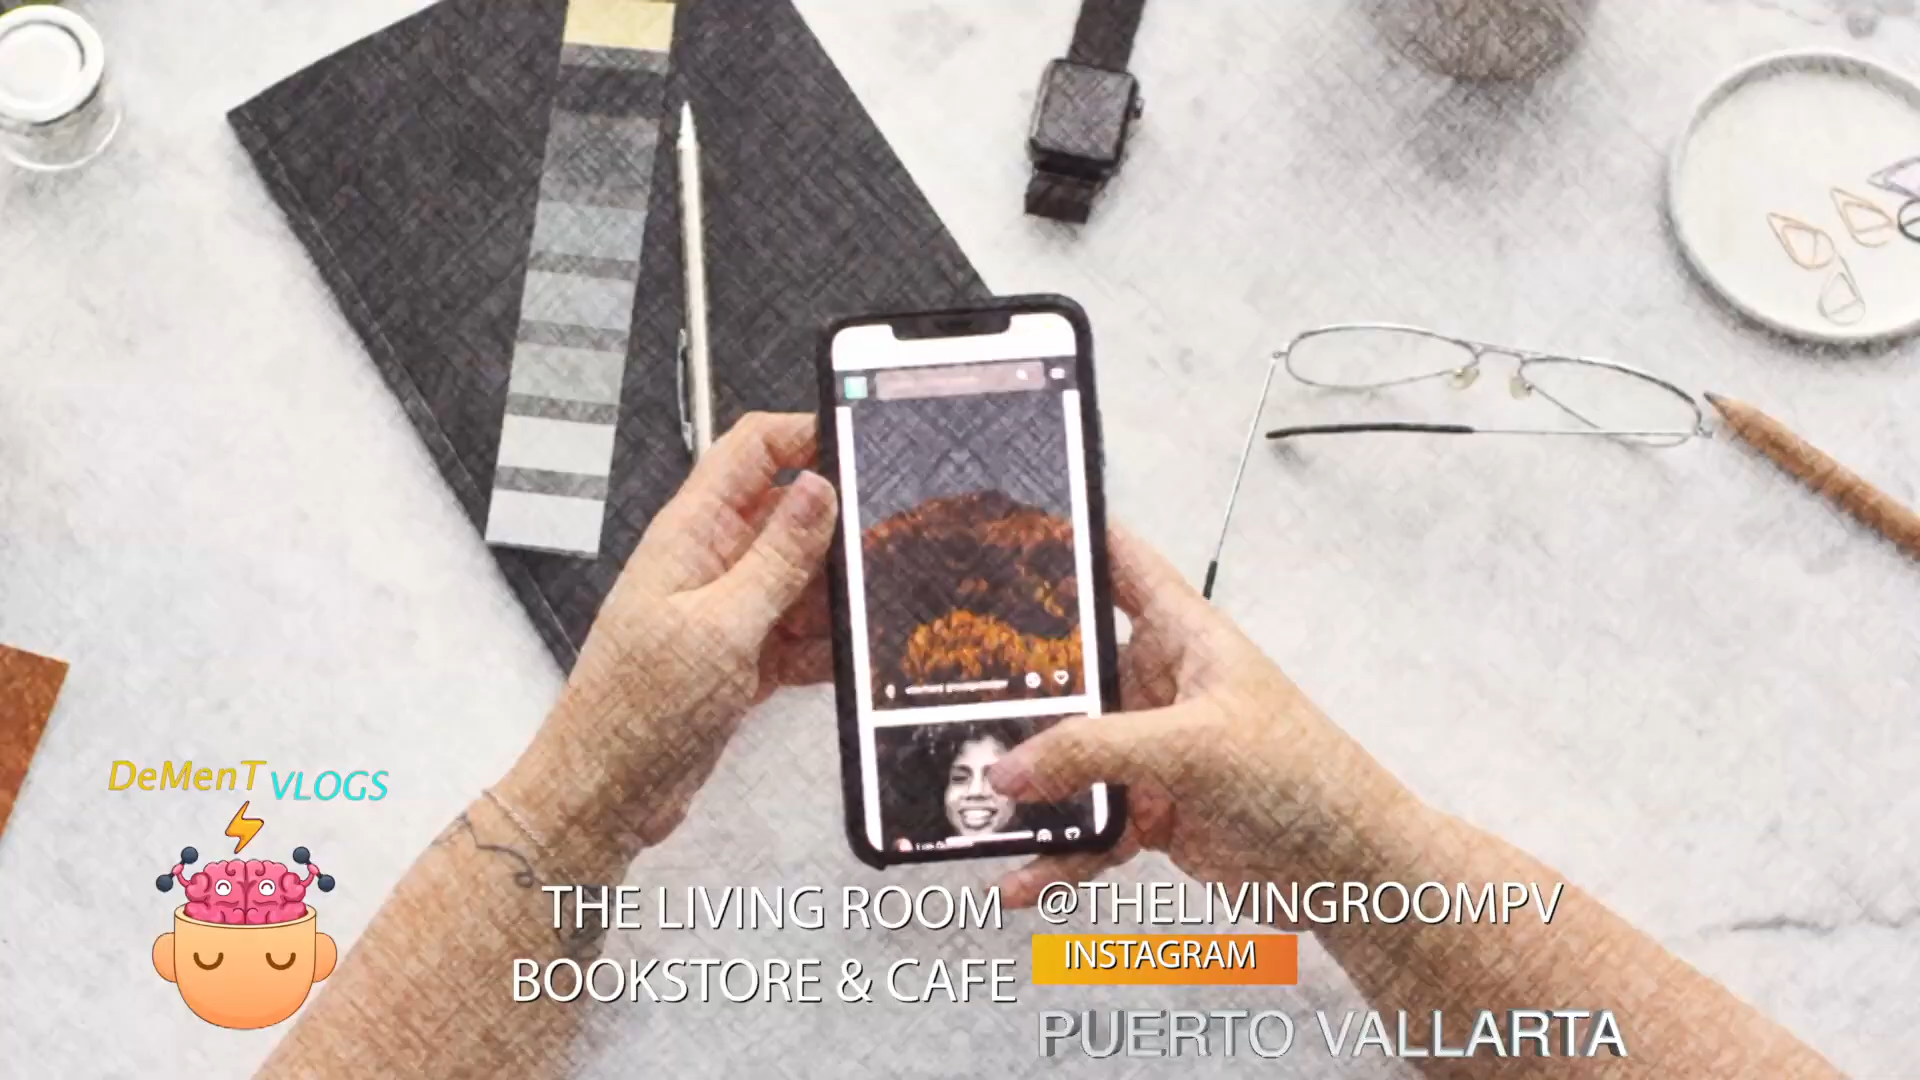 DeMenT VLOGS
THE LIVING ROOM
BOOKSTORE & CAFE
@THELIVINGROOMPV
INSTAGRAM
PUERTO VALLARTA